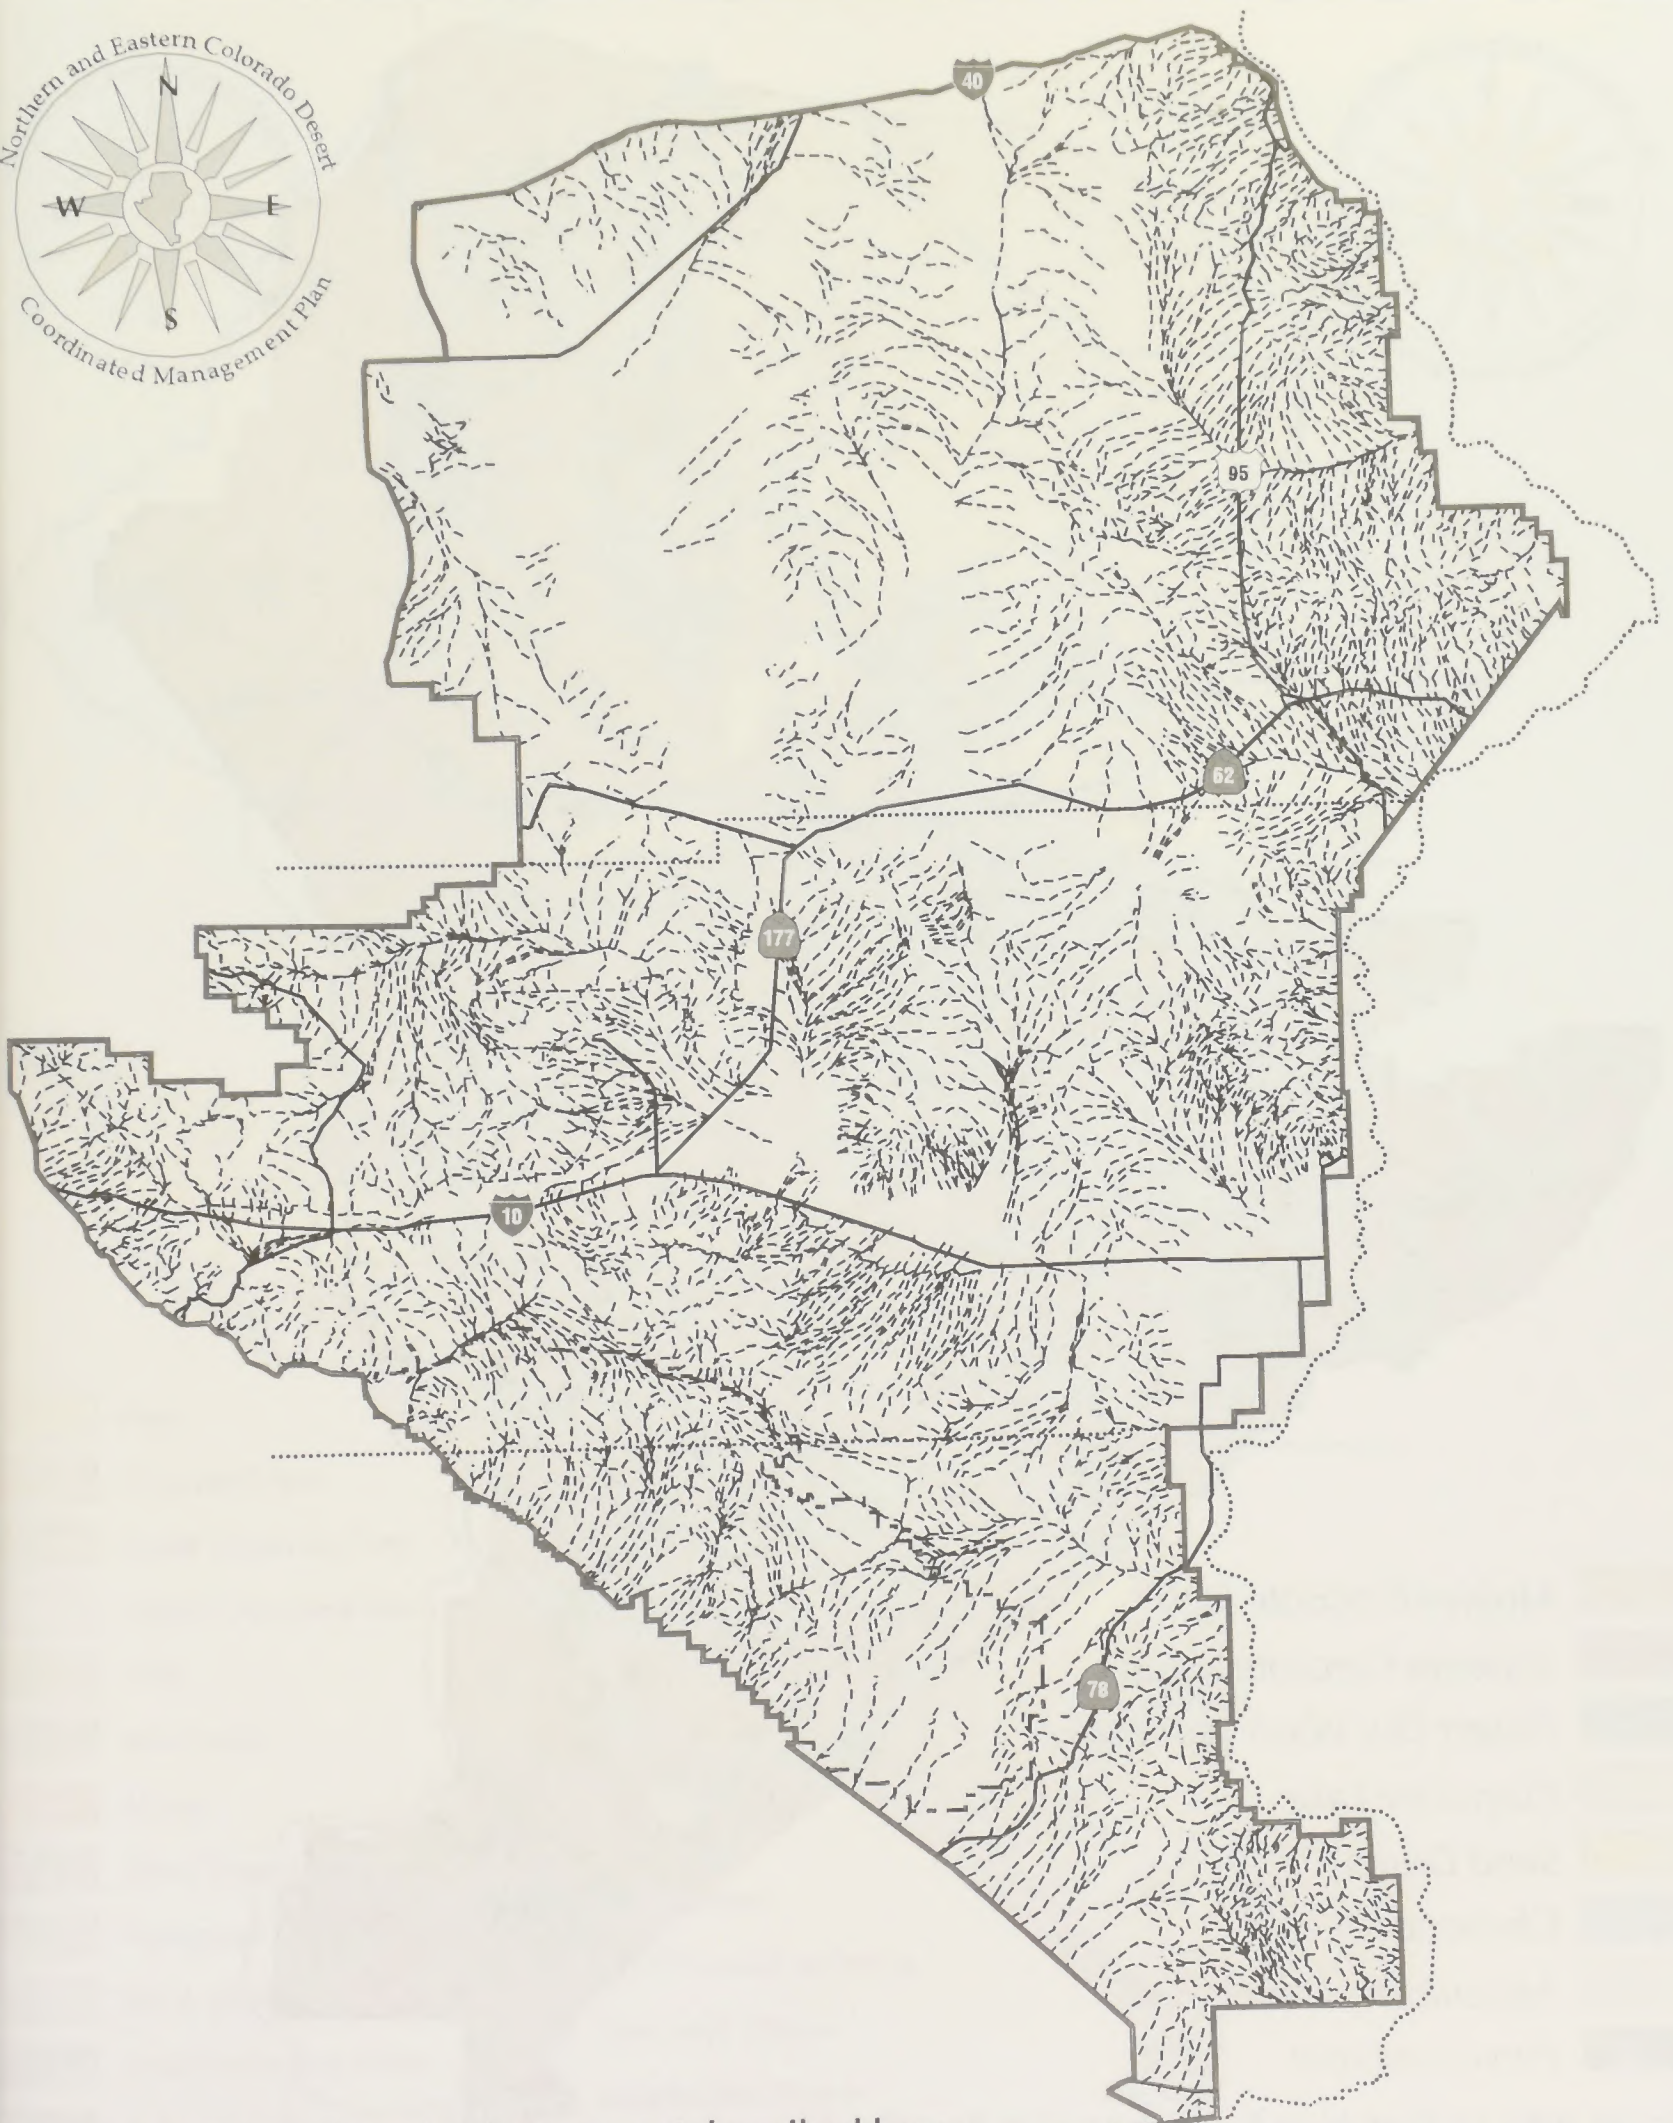 Northern and Eastern Colorado Desert
N
W
E
S
Coordinated Management Plan
40
95
62
177
10
78